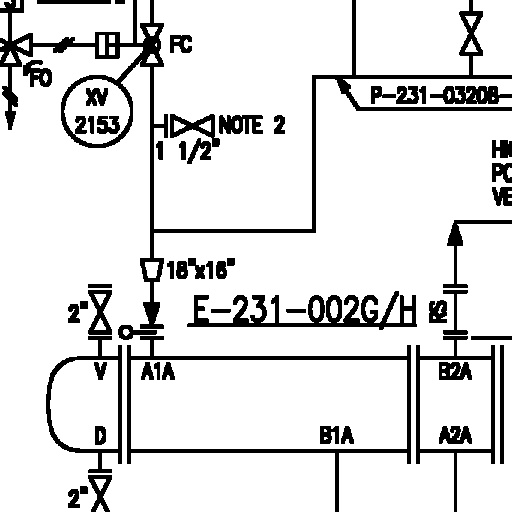 FC
FO
XV
2153
NOTE 2
1 1/2"
P-231-03208-
HI
PO
VE
18"x16"
E-231-002G/H
2"
V
A1A
B2A
D
B1A
A2A
2"